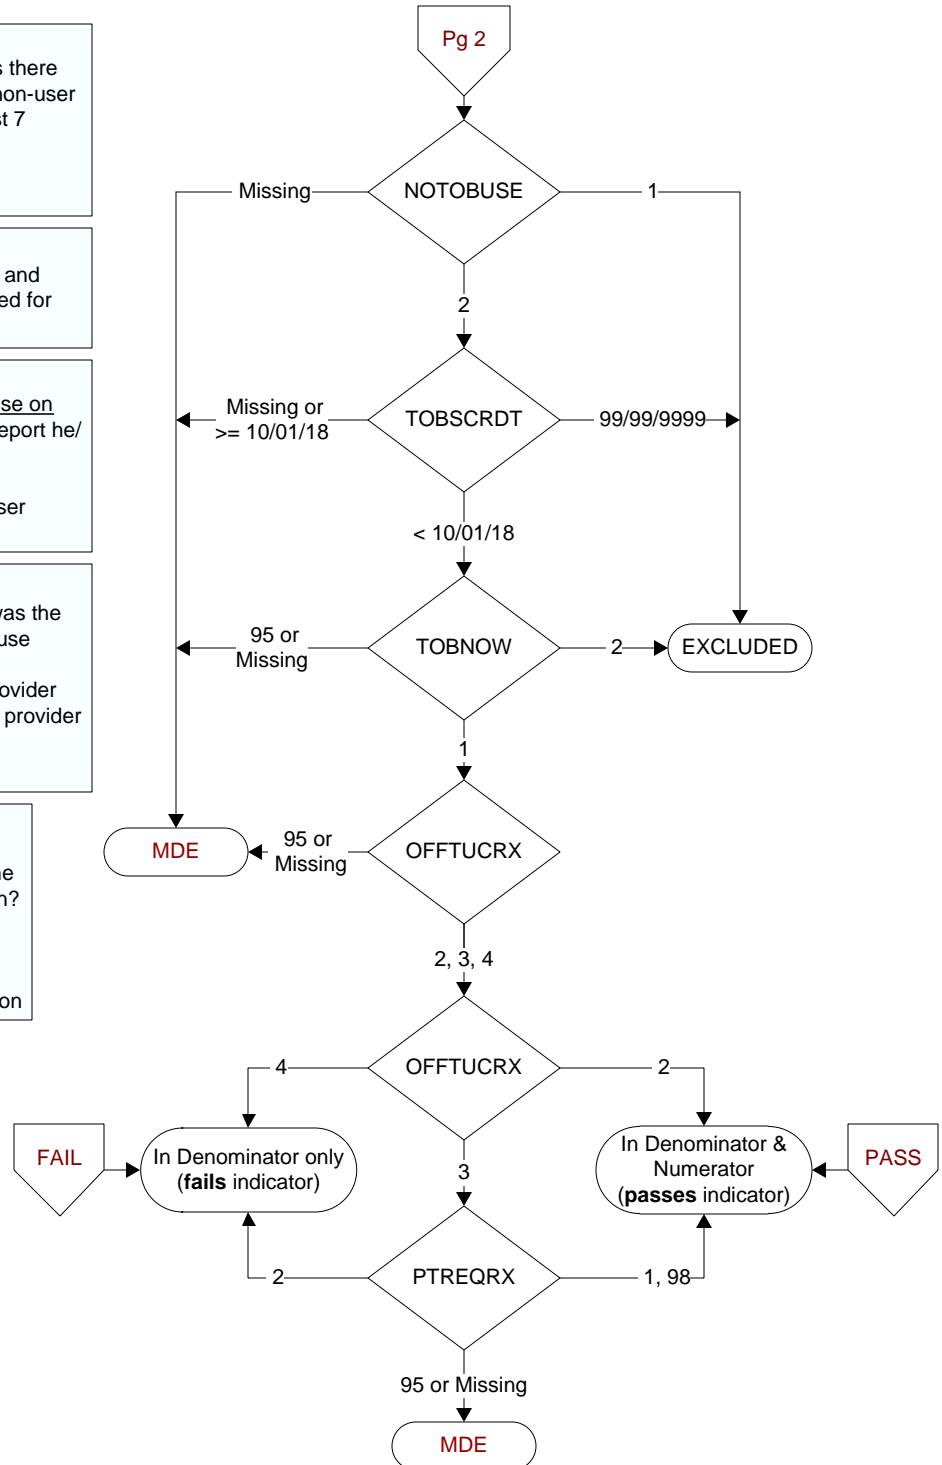 Pg 2
s there
non-user
st 7
NOTOBUSE
Missing
1
2
and
ed for
TOBSCRDT
Missing or
>= 10/01/18
99/99/9999
< 10/01/18
se on
eport he/
ser
TOBNOW
95 or
Missing
2
EXCLUDED
1
was the
use
ovider
provider
OFFTUCRX
95 or
Missing
MDE
2, 3, 4
ne
n?
on
OFFTUCRX
4
2
3
FAIL
In Denominator only
(fails indicator)
In Denominator &
Numerator
(passes indicator)
PASS
PTREQRX
2
1, 98
95 or Missing
MDE